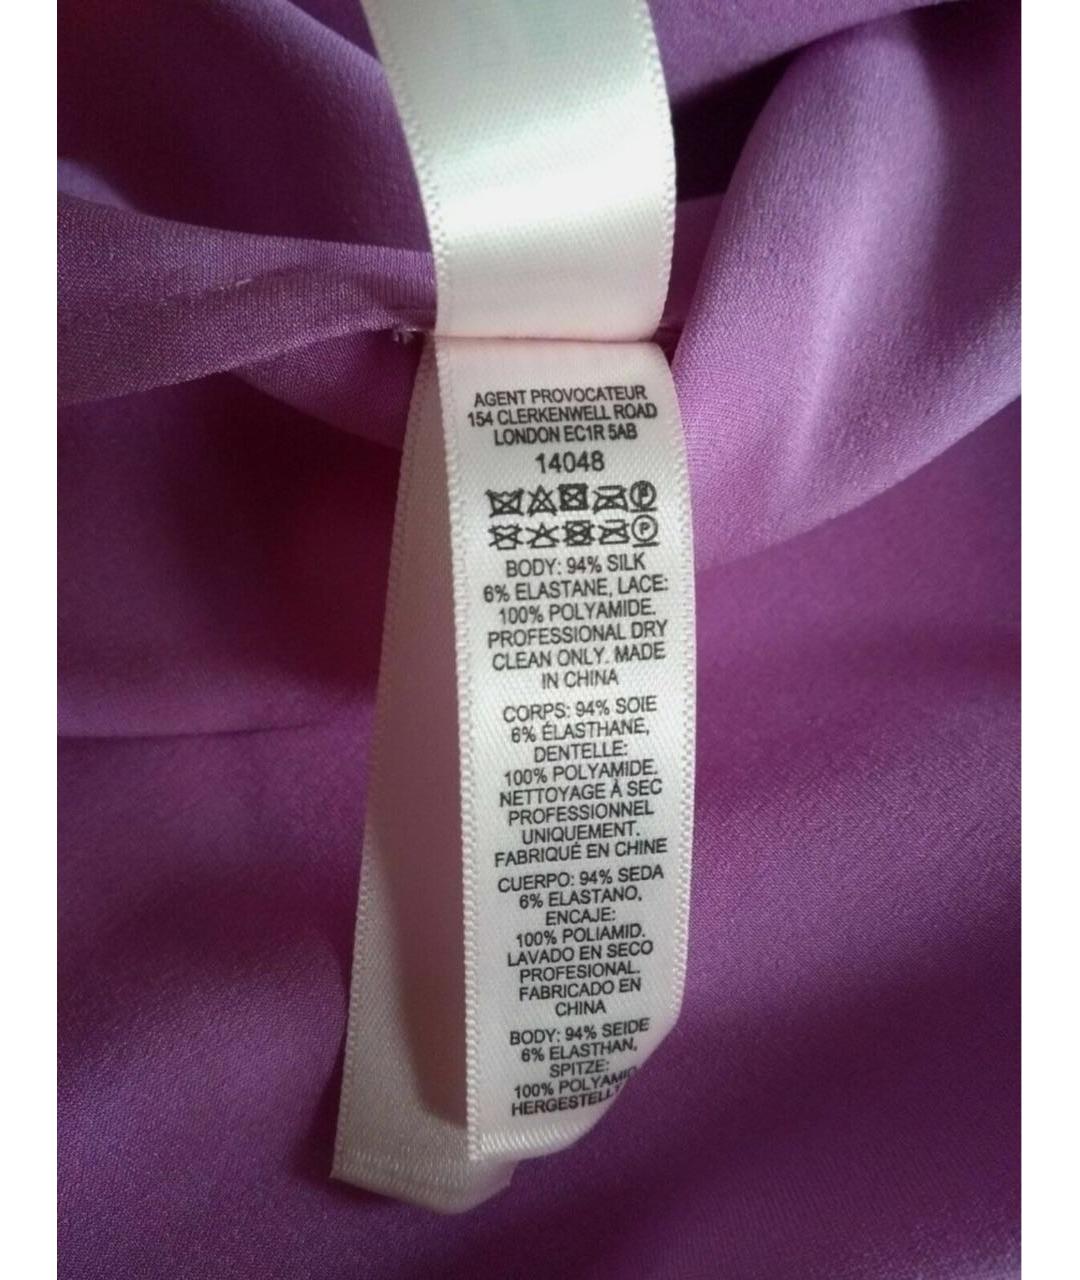 AGENT PROVOCATEUR
154 CLERKENWELL ROAD
LONDON EC1R 5AB
14048
P
P
BODY: 94% SILK
6% ELASTANE, LACE:
100% POLYAMIDE.
PROFESSIONAL DRY
CLEAN ONLY. MADE
IN CHINA
CORPS: 94% SOIE
6% ÉLASTHANE,
DENTELLE:
100% POLYAMIDE.
NETTOYAGE À SEC
PROFESSIONNEL
UNIQUEMENT.
FABRIQUÉ EN CHINE
CUERPO: 94% SEDA
6% ELASTANO,
ENCAJE:
100% POLIAMID.
LAVADO EN SECO
PROFESIONAL.
FABRICADO EN
CHINA
BODY: 94% SEIDE
6% ELASTHAN,
SPITZE:
100% POLYAMID
HERGESTELLT